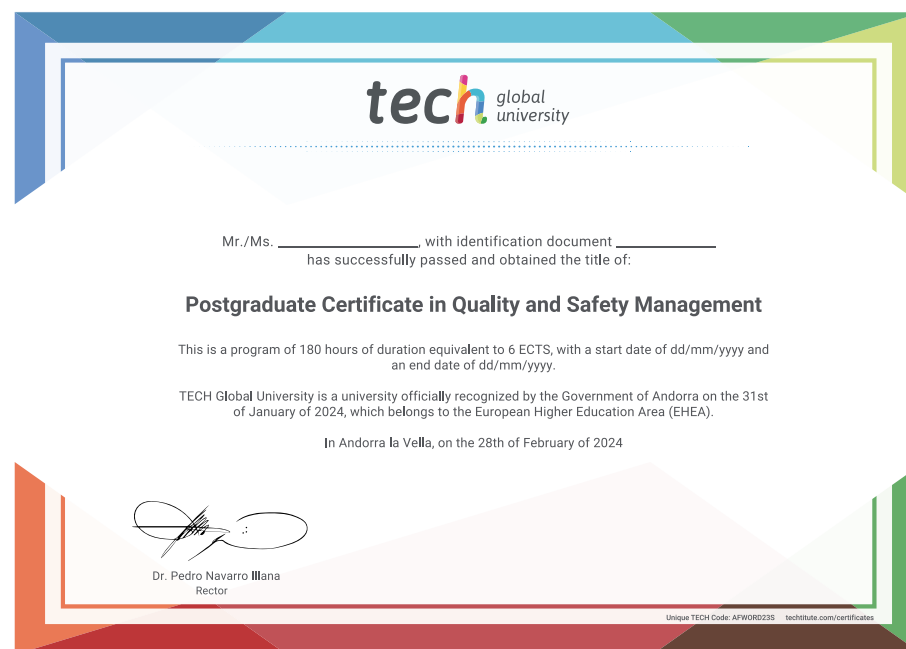 tech global
university
Mr./Ms. ____________________, with identification document ______________
has successfully passed and obtained the title of:
Postgraduate Certificate in Quality and Safety Management
This is a program of 180 hours of duration equivalent to 6 ECTS, with a start date of dd/mm/yyyy and
an end date of dd/mm/yyyy.
TECH Global University is a university officially recognized by the Government of Andorra on the 31st
of January of 2024, which belongs to the European Higher Education Area (EHEA).
In Andorra la Vella, on the 28th of February of 2024
Dr. Pedro Navarro Illana
Rector
Unique TECH Code: AFWORD23S techtitute.com/certificates